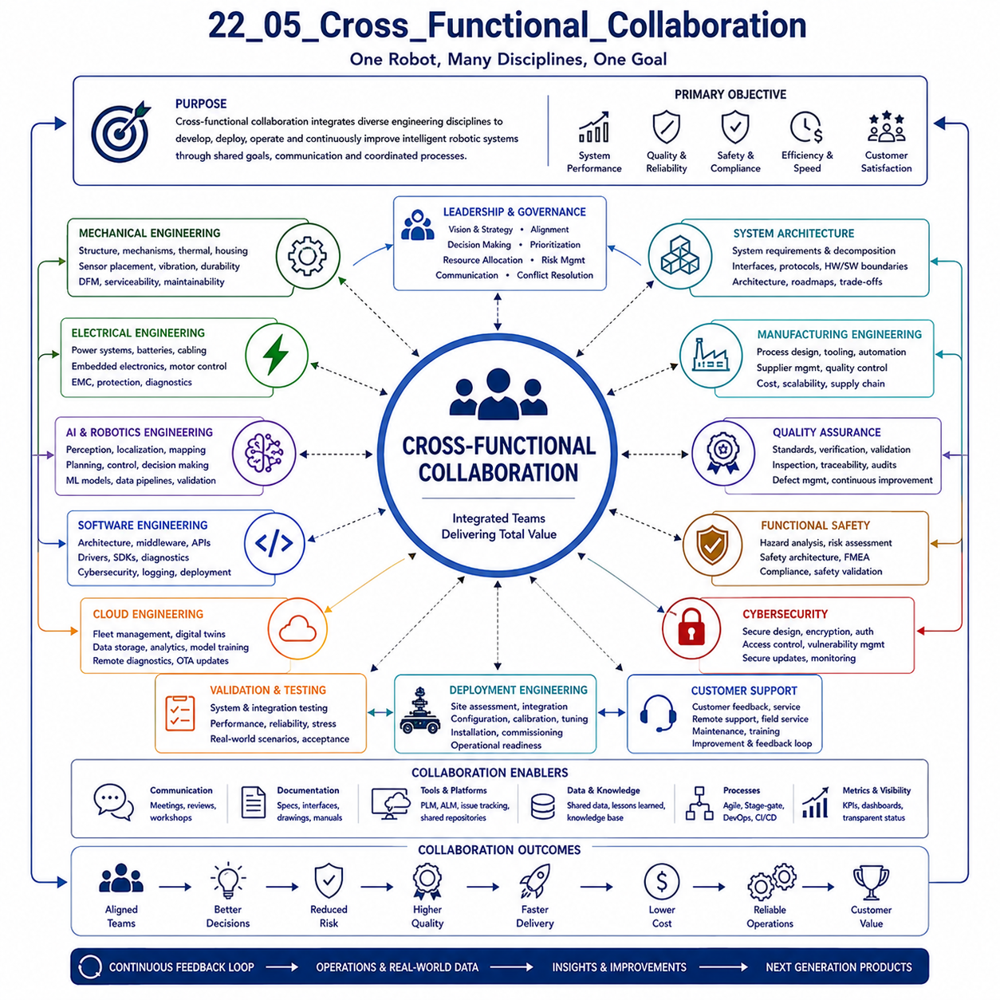 22_05_Cross_Functional_Collaboration
One Robot, Many Disciplines, One Goal
PURPOSE
Cross-functional collaboration integrates diverse engineering disciplines to
develop, deploy, operate and continuously improve intelligent robotic systems
through shared goals, communication and coordinated processes.
PRIMARY OBJECTIVE
System
Performance
Quality &
Reliability
Safety &
Compliance
Efficiency &
Speed
Customer
Satisfaction
LEADERSHIP & GOVERNANCE
Vision & Strategy • Alignment
Decision Making • Prioritization
Resource Allocation • Risk Mgmt
Communication • Conflict Resolution
MECHANICAL ENGINEERING
Structure, mechanisms, thermal, housing
Sensor placement, vibration, durability
DFM, serviceability, maintainability
SYSTEM ARCHITECTURE
System requirements & decomposition
Interfaces, protocols, HW/SW boundaries
Architecture, roadmaps, trade-offs
ELECTRICAL ENGINEERING
Power systems, batteries, cabling
Embedded electronics, motor control
EMC, protection, diagnostics
MANUFACTURING ENGINEERING
Process design, tooling, automation
Supplier mgmt, quality control
Cost, scalability, supply chain
AI & ROBOTICS ENGINEERING
Perception, localization, mapping
Planning, control, decision making
ML models, data pipelines, validation
CROSS-FUNCTIONAL
COLLABORATION
Integrated Teams
Delivering Total Value
QUALITY ASSURANCE
Standards, verification, validation
Inspection, traceability, audits
Defect mgmt, continuous improvement
SOFTWARE ENGINEERING
Architecture, middleware, APIs
Drivers, SDKs, diagnostics
Cybersecurity, logging, deployment
</>
FUNCTIONAL SAFETY
Hazard analysis, risk assessment
Safety architecture, FMEA
Compliance, safety validation
CLOUD ENGINEERING
Fleet management, digital twins
Data storage, analytics, model training
Remote diagnostics, OTA updates
CYBERSECURITY
Secure design, encryption, auth
Access control, vulnerability mgmt
Secure updates, monitoring
VALIDATION & TESTING
System & integration testing
Performance, reliability, stress
Real-world scenarios, acceptance
DEPLOYMENT ENGINEERING
Site assessment, integration
Configuration, calibration, tuning
Installation, commissioning
Operational readiness
CUSTOMER SUPPORT
Customer feedback, service
Remote support, field service
Maintenance, training
Improvement & feedback loop
COLLABORATION ENABLERS
Communication
Meetings, reviews,
workshops
Documentation
Specs, interfaces,
drawings, manuals
Tools & Platforms
PLM, ALM, issue tracking,
shared repositories
Data & Knowledge
Shared data, lessons learned,
knowledge base
Processes
Agile, Stage-gate,
DevOps, CI/CD
Metrics & Visibility
KPIs, dashboards,
transparent status
COLLABORATION OUTCOMES
Aligned
Teams
Better
Decisions
Reduced
Risk
Higher
Quality
Faster
Delivery
$
Lower
Cost
Reliable
Operations
Customer
Value
CONTINUOUS FEEDBACK LOOP
OPERATIONS & REAL-WORLD DATA
INSIGHTS & IMPROVEMENTS
NEXT GENERATION PRODUCTS